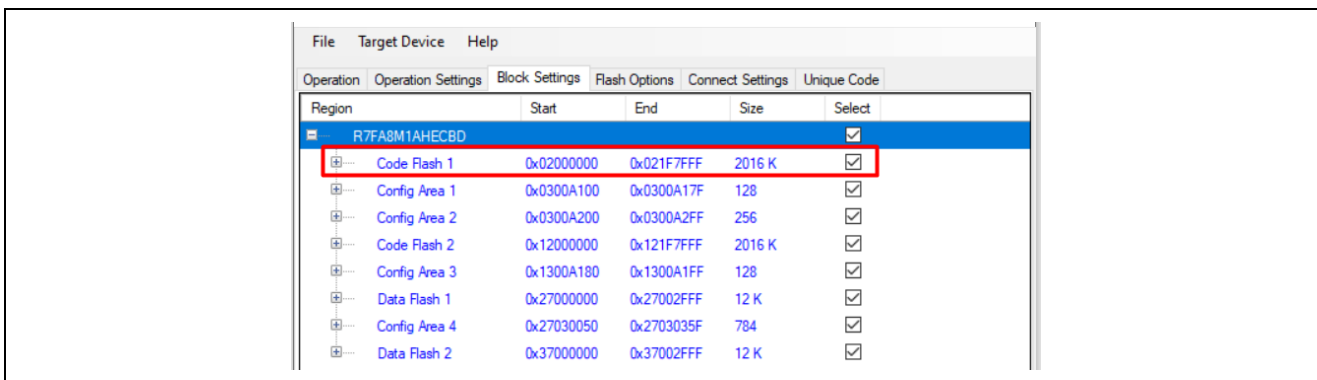 File Target Device Help
Operation Operation Settings Block Settings Flash Options Connect Settings Unique Code
Region Start End Size Select
R7FA8M1AHECBD
Code Flash 1 0x02000000 0x021F7FFF 2016 K
Config Area 1 0x0300A100 0x0300A17F 128
Config Area 2 0x0300A200 0x0300A2FF 256
Code Flash 2 0x12000000 0x121F7FFF 2016 K
Config Area 3 0x1300A180 0x1300A1FF 128
Data Flash 1 0x27000000 0x27002FFF 12 K
Config Area 4 0x27030050 0x2703035F 784
Data Flash 2 0x37000000 0x37002FFF 12 K